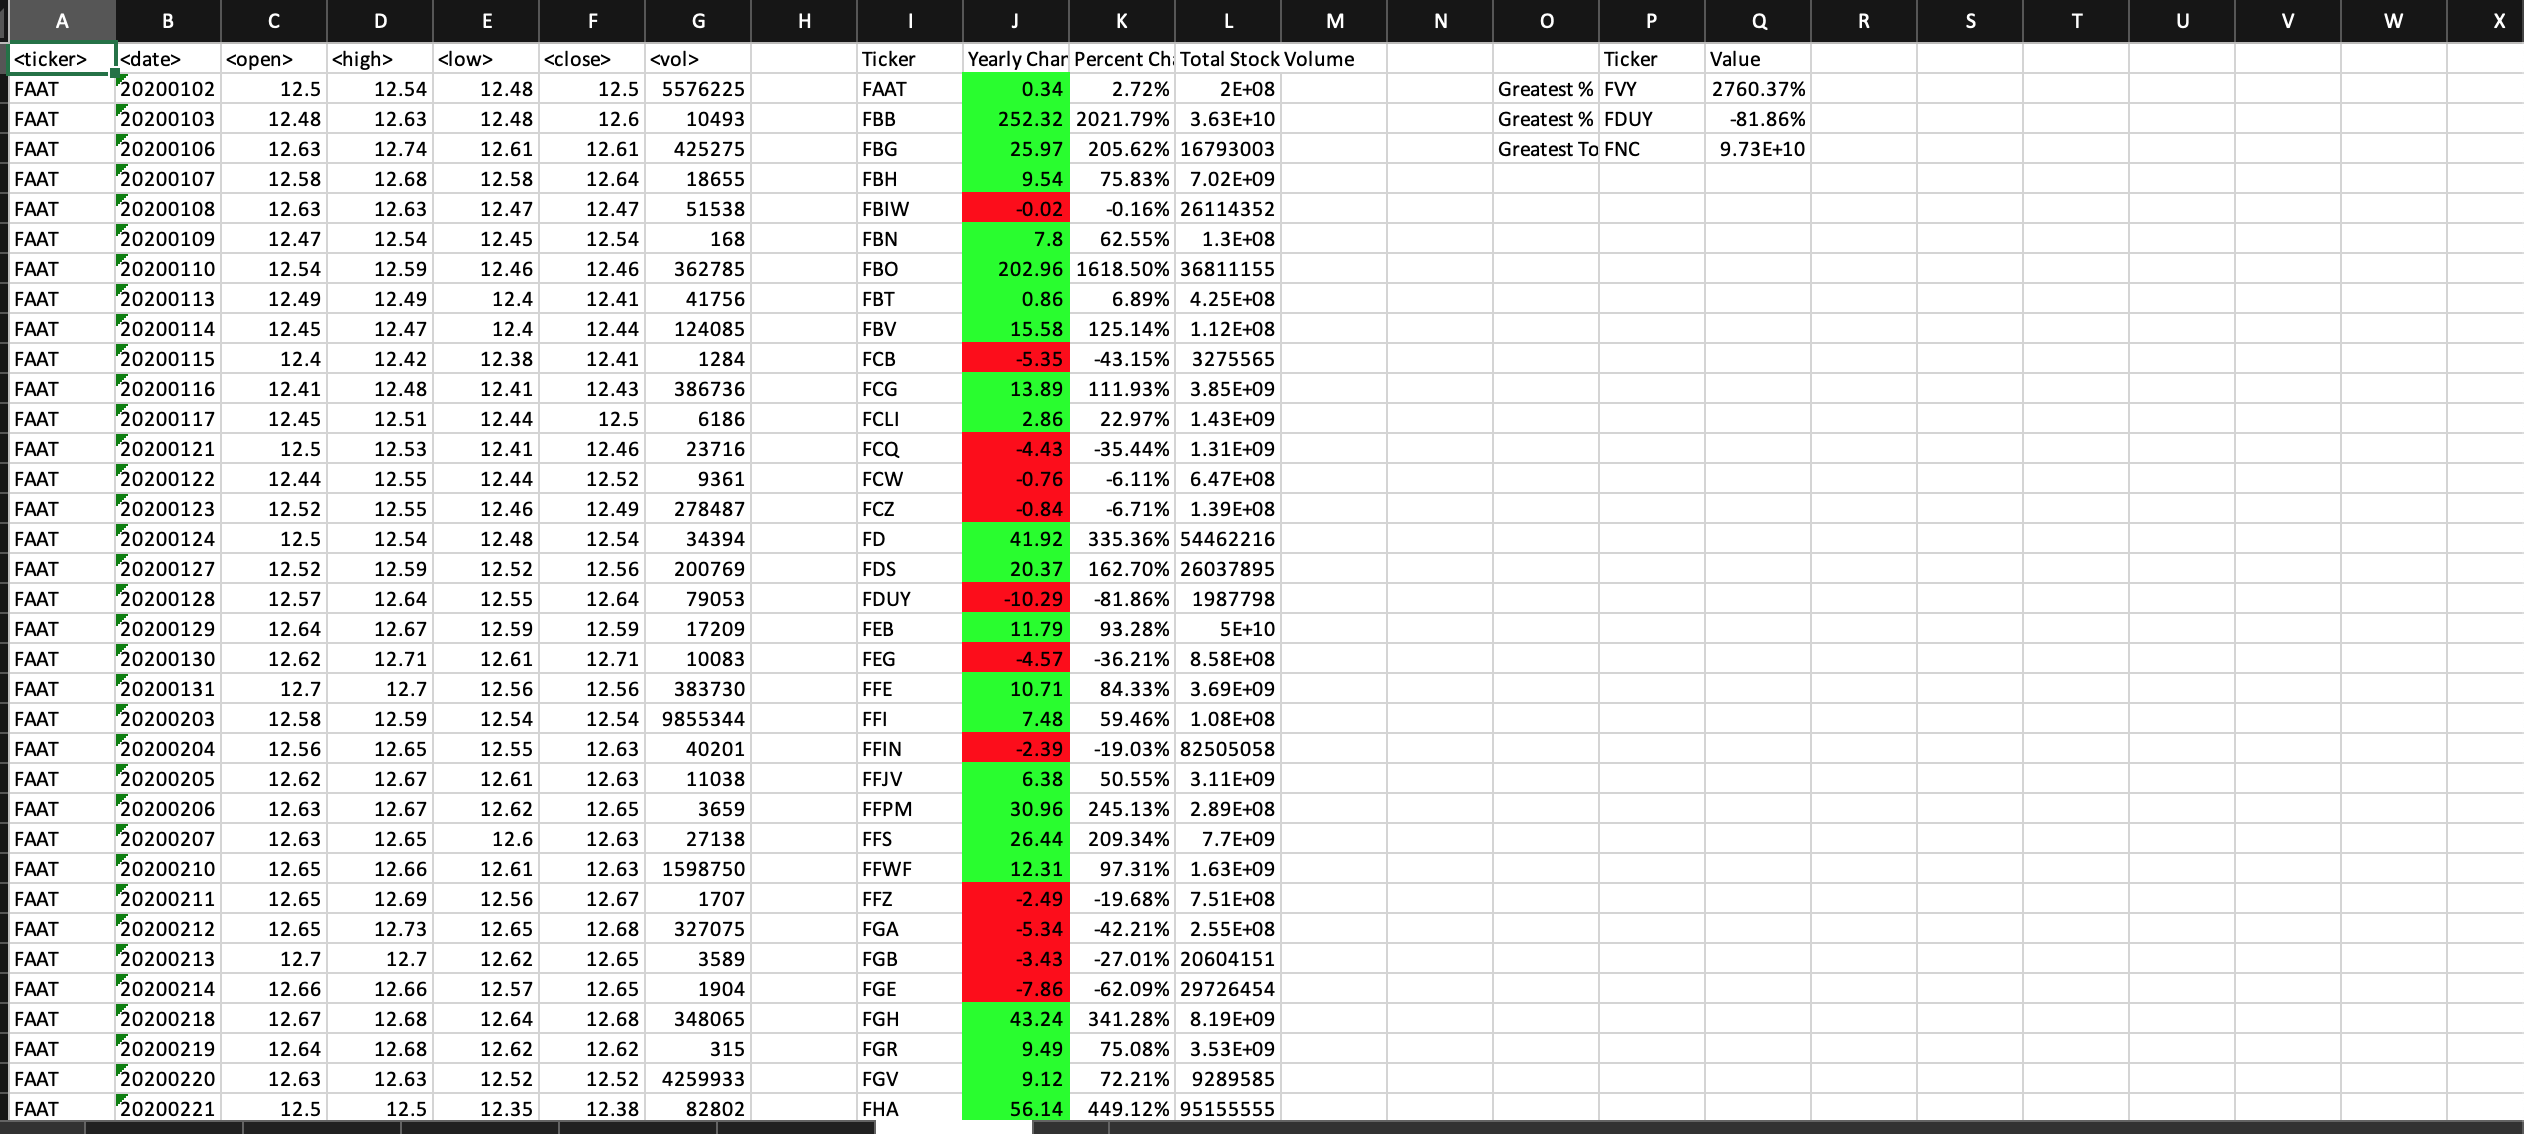 A B C D E F G H I J K L M N O P Q R S T U V W X
<ticker> <date> <open> <high> <low> <close> <vol> Ticker Yearly Char Percent Ch Total Stock Volume Ticker Value
FAAT 20200102 12.5 12.54 12.48 12.5 5576225 FAAT 0.34 2.72% 2E+08 Greatest % FVY 2760.37%
FAAT 20200103 12.48 12.63 12.48 12.6 10493 FBB 252.32 2021.79% 3.63E+10 Greatest % FDUY -81.86%
FAAT 20200106 12.63 12.74 12.61 12.61 425275 FBG 25.97 205.62% 16793003 Greatest To FNC 9.73E+10
FAAT 20200107 12.58 12.68 12.58 12.64 18655 FBH 9.54 75.83% 7.02E+09
FAAT 20200108 12.63 12.63 12.47 12.47 51538 FBIW -0.02 -0.16% 26114352
FAAT 20200109 12.47 12.54 12.45 12.54 168 FBN 7.8 62.55% 1.3E+08
FAAT 20200110 12.54 12.59 12.46 12.46 362785 FBO 202.96 1618.50% 36811155
FAAT 20200113 12.49 12.49 12.4 12.41 41756 FBT 0.86 6.89% 4.25E+08
FAAT 20200114 12.45 12.47 12.4 12.44 124085 FBV 15.58 125.14% 1.12E+08
FAAT 20200115 12.4 12.42 12.38 12.41 1284 FCB -5.35 -43.15% 3275565
FAAT 20200116 12.41 12.48 12.41 12.43 386736 FCG 13.89 111.93% 3.85E+09
FAAT 20200117 12.45 12.51 12.44 12.5 6186 FCLI 2.86 22.97% 1.43E+09
FAAT 20200121 12.5 12.53 12.41 12.46 23716 FCQ -4.43 -35.44% 1.31E+09
FAAT 20200122 12.44 12.55 12.44 12.52 9361 FCW -0.76 -6.11% 6.47E+08
FAAT 20200123 12.52 12.55 12.46 12.49 278487 FCZ -0.84 -6.71% 1.39E+08
FAAT 20200124 12.5 12.54 12.48 12.54 34394 FD 41.92 335.36% 54462216
FAAT 20200127 12.52 12.59 12.52 12.56 200769 FDS 20.37 162.70% 26037895
FAAT 20200128 12.57 12.64 12.55 12.64 79053 FDUY -10.29 -81.86% 1987798
FAAT 20200129 12.64 12.67 12.59 12.59 17209 FEB 11.79 93.28% 5E+10
FAAT 20200130 12.62 12.71 12.61 12.71 10083 FEG -4.57 -36.21% 8.58E+08
FAAT 20200131 12.7 12.7 12.56 12.56 383730 FFE 10.71 84.33% 3.69E+09
FAAT 20200203 12.58 12.59 12.54 12.54 9855344 FFI 7.48 59.46% 1.08E+08
FAAT 20200204 12.56 12.65 12.55 12.63 40201 FFIN -2.39 -19.03% 82505058
FAAT 20200205 12.62 12.67 12.61 12.63 11038 FFJV 6.38 50.55% 3.11E+09
FAAT 20200206 12.63 12.67 12.62 12.65 3659 FFPM 30.96 245.13% 2.89E+08
FAAT 20200207 12.63 12.65 12.6 12.63 27138 FFS 26.44 209.34% 7.7E+09
FAAT 20200210 12.65 12.66 12.61 12.63 1598750 FFWF 12.31 97.31% 1.63E+09
FAAT 20200211 12.65 12.69 12.56 12.67 1707 FFZ -2.49 -19.68% 7.51E+08
FAAT 20200212 12.65 12.73 12.65 12.68 327075 FGA -5.34 -42.21% 2.55E+08
FAAT 20200213 12.7 12.7 12.62 12.65 3589 FGB -3.43 -27.01% 20604151
FAAT 20200214 12.66 12.66 12.57 12.65 1904 FGE -7.86 -62.09% 29726454
FAAT 20200218 12.67 12.68 12.64 12.68 348065 FGH 43.24 341.28% 8.19E+09
FAAT 20200219 12.64 12.68 12.62 12.62 315 FGR 9.49 75.08% 3.53E+09
FAAT 20200220 12.63 12.63 12.52 12.52 4259933 FGV 9.12 72.21% 9289585
FAAT 20200221 12.5 12.5 12.35 12.38 82802 FHA 56.14 449.12% 95155555